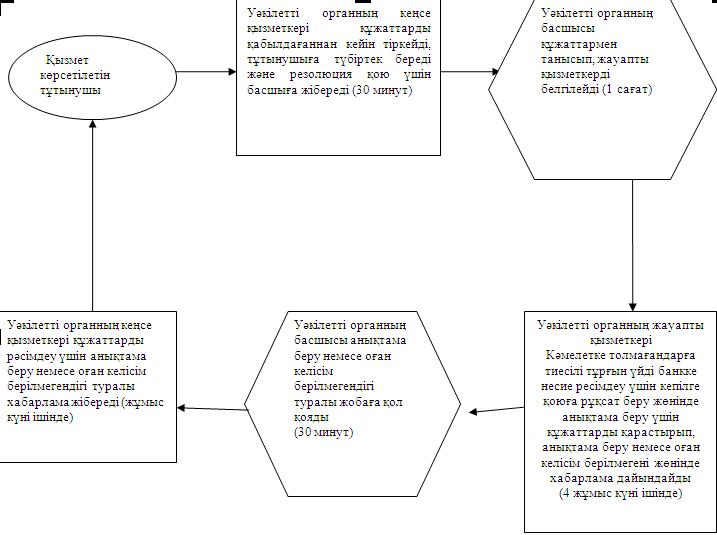 Қызмет
көрсетілетін
тұтынушы
Уәкілетті органның кеңсе
қызметкері құжаттарды
қабылдағаннан кейін тіркейді,
тұтынушыға түбіртек береді
және резолюция қою үшін
басшыға жібереді (30 минут)
Уәкілетті органның
басшысы
құжаттармен
танысып, жауапты
қызметкерді
белгілейді (1 сағат)
Уәкілетті органның жауапты
қызметкері
Кәмелетке толмағандарға
тиесілі тұрғын үйді банкке
несие ресімдеу үшін кепілге
қоюға рұқсат беру жөнінде
анықтама беру үшін
құжаттарды қарастырып,
анықтама беру немесе оған
келісім берілмегені жөнінде
хабарлама дайындайды
(4 жұмыс күні ішінде)
Уәкілетті органның
басшысы анықтама
беру немесе оған
келісім
берілмегендігі
туралы жобаға қол
қояды
(30 минут)
Уәкілетті органның кеңсе
қызметкері құжаттарды
рәсімдеу үшін анықтама
беру немесе оған келісім
берілмегендігі туралы
хабарлама жібереді (жұмыс
күні ішінде)